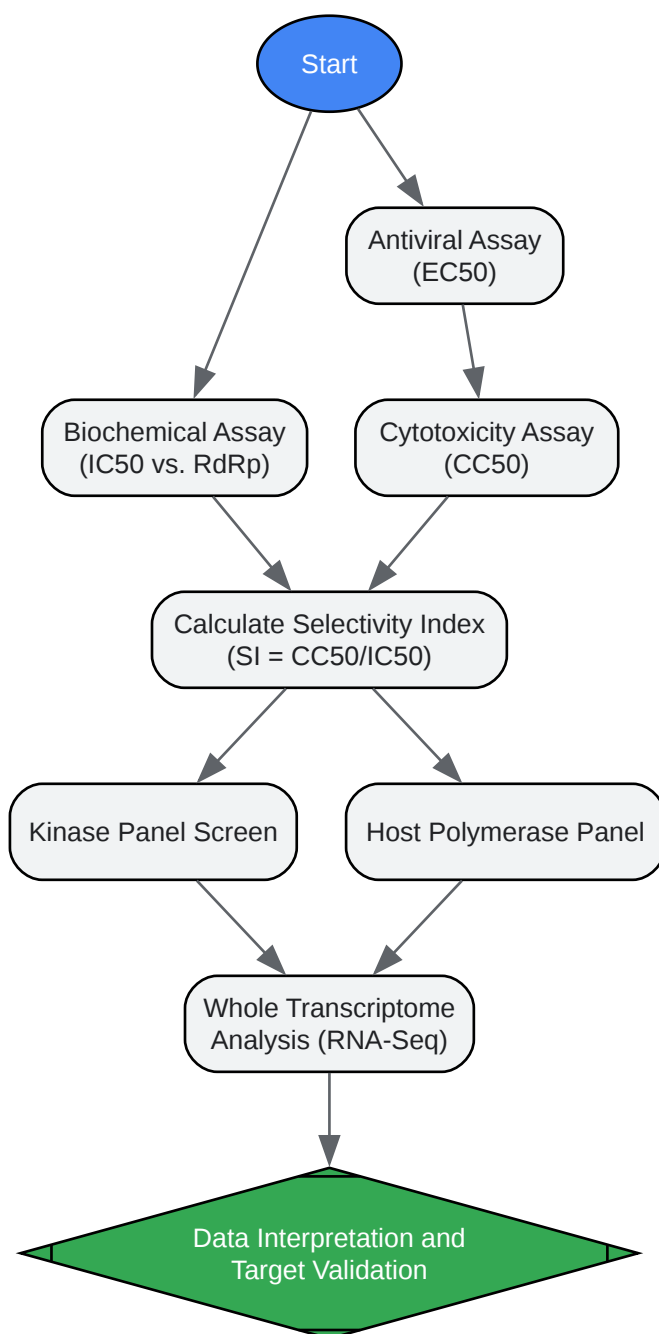 Start
Antiviral Assay
(EC50)
Biochemical Assay
(IC50 vs. RdRp)
Cytotoxicity Assay
(CC50)
Calculate Selectivity Index
(SI = CC50/IC50)
Kinase Panel Screen
Host Polymerase Panel
Whole Transcriptome
Analysis (RNA-Seq)
Data Interpretation and
Target Validation